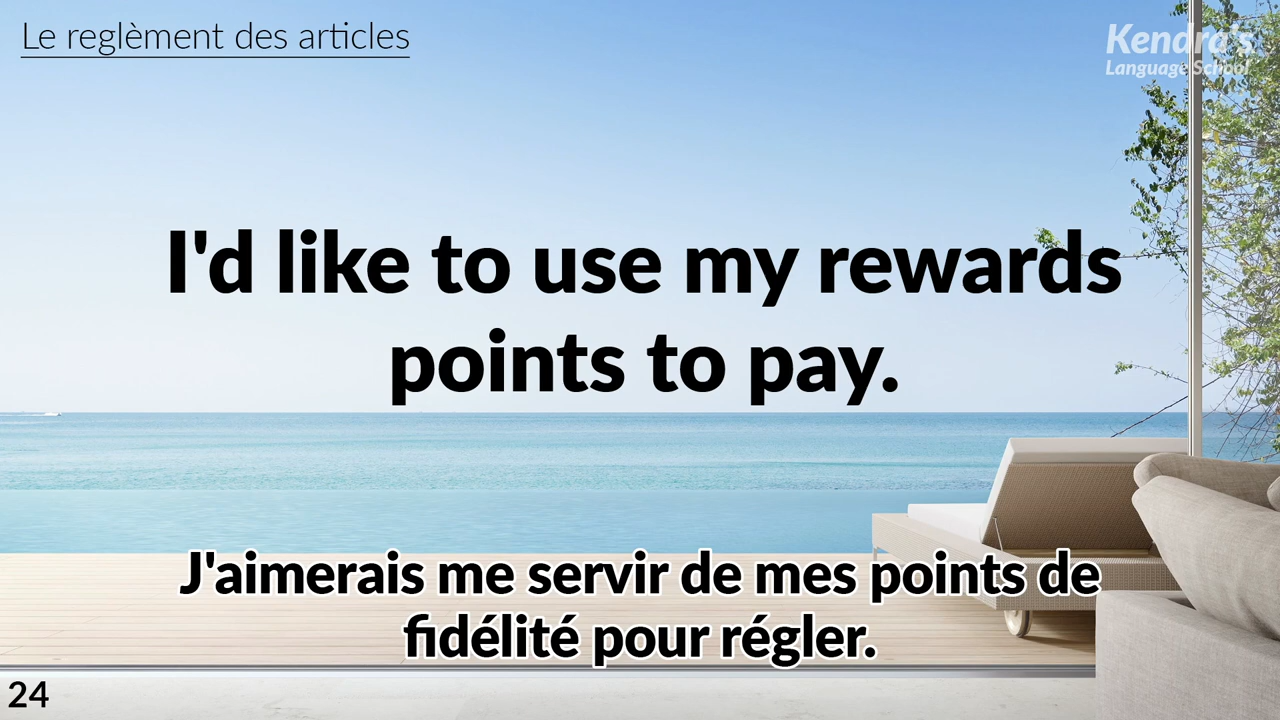 Le reglèment des articles
Kendra's
Language School
I'd like to use my rewards
points to pay.
J'aimerais me servir de mes points de
fidélité pour régler.
24